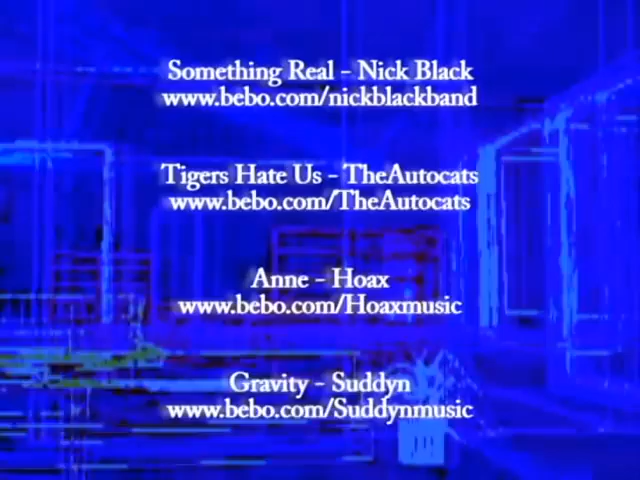 Something Real - Nick Black
www.bebo.com/nickblackband
Tigers Hate Us - TheAutocats
www.bebo.com/TheAutocats
Anne - Hoax
www.bebo.com/Hoaxmusic
Gravity - Suddyn
www.bebo.com/Suddynmusic